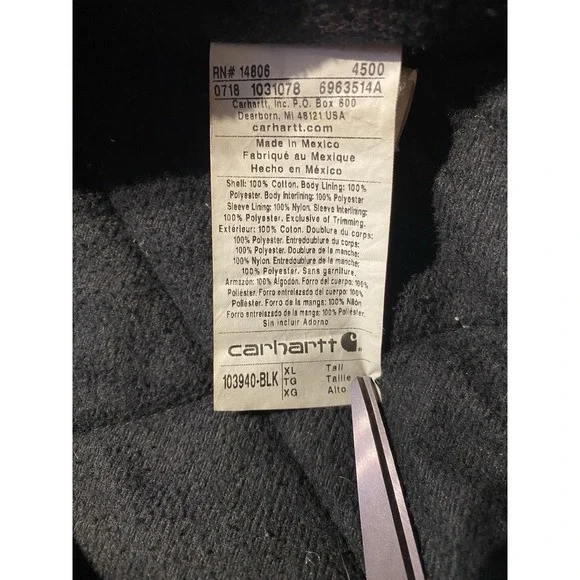 RN# 14806 4500
0718 1031078 6963514A
Carhartt, Inc. P.O. Box 600
Dearborn, MI 48121 USA
carhartt.com
Made in Mexico
Fabriqué au Mexique
Hecho en México
Shell: 100% Cotton. Body Lining: 100%
Polyester. Body Interlining: 100% Polyester
Sleeve Lining: 100% Nylon. Sleeve Interlining:
100% Polyester. Exclusive of Trimming.
Extérieur: 100% Coton. Doublura du corps:
100% Polyester. Entredoublure du corps:
100% Polyester. Doublure de la manche:
100% Nylon. Entredoublure de la manche:
100% Polyester. Sans garniture.
Armazón: 100% Algodón. Forro del cuerpo: 100%
Poliéster. Forro entrelazado del cuerpo: 100%
Poliéster. Forro de la manga: 100% Nilón
Forro entrelazado de la manga: 100% Poliéster.
Sin incluir Adorno
carhartt
103940-BLK XL Tall
TG Taille
XG Alto